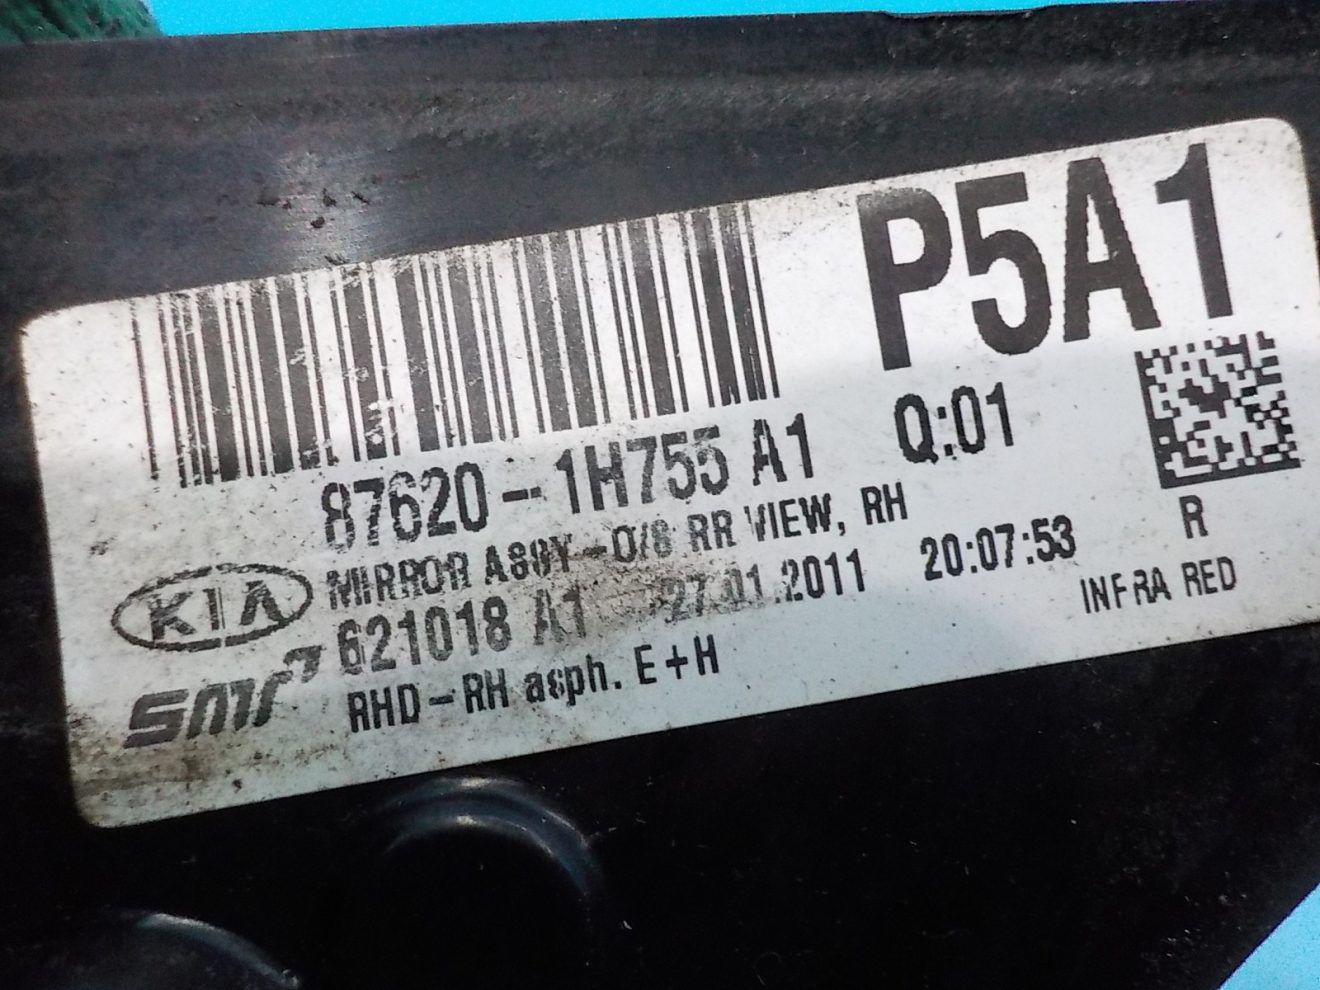 P5A1
87620-1H755 A1 Q:01
MIRROR ASSY-O/S RR VIEW, RH
R
KIA
621018 A1 27.01.2011 20:07:53
INFRA RED
smr
RHD-RH asph. E+H